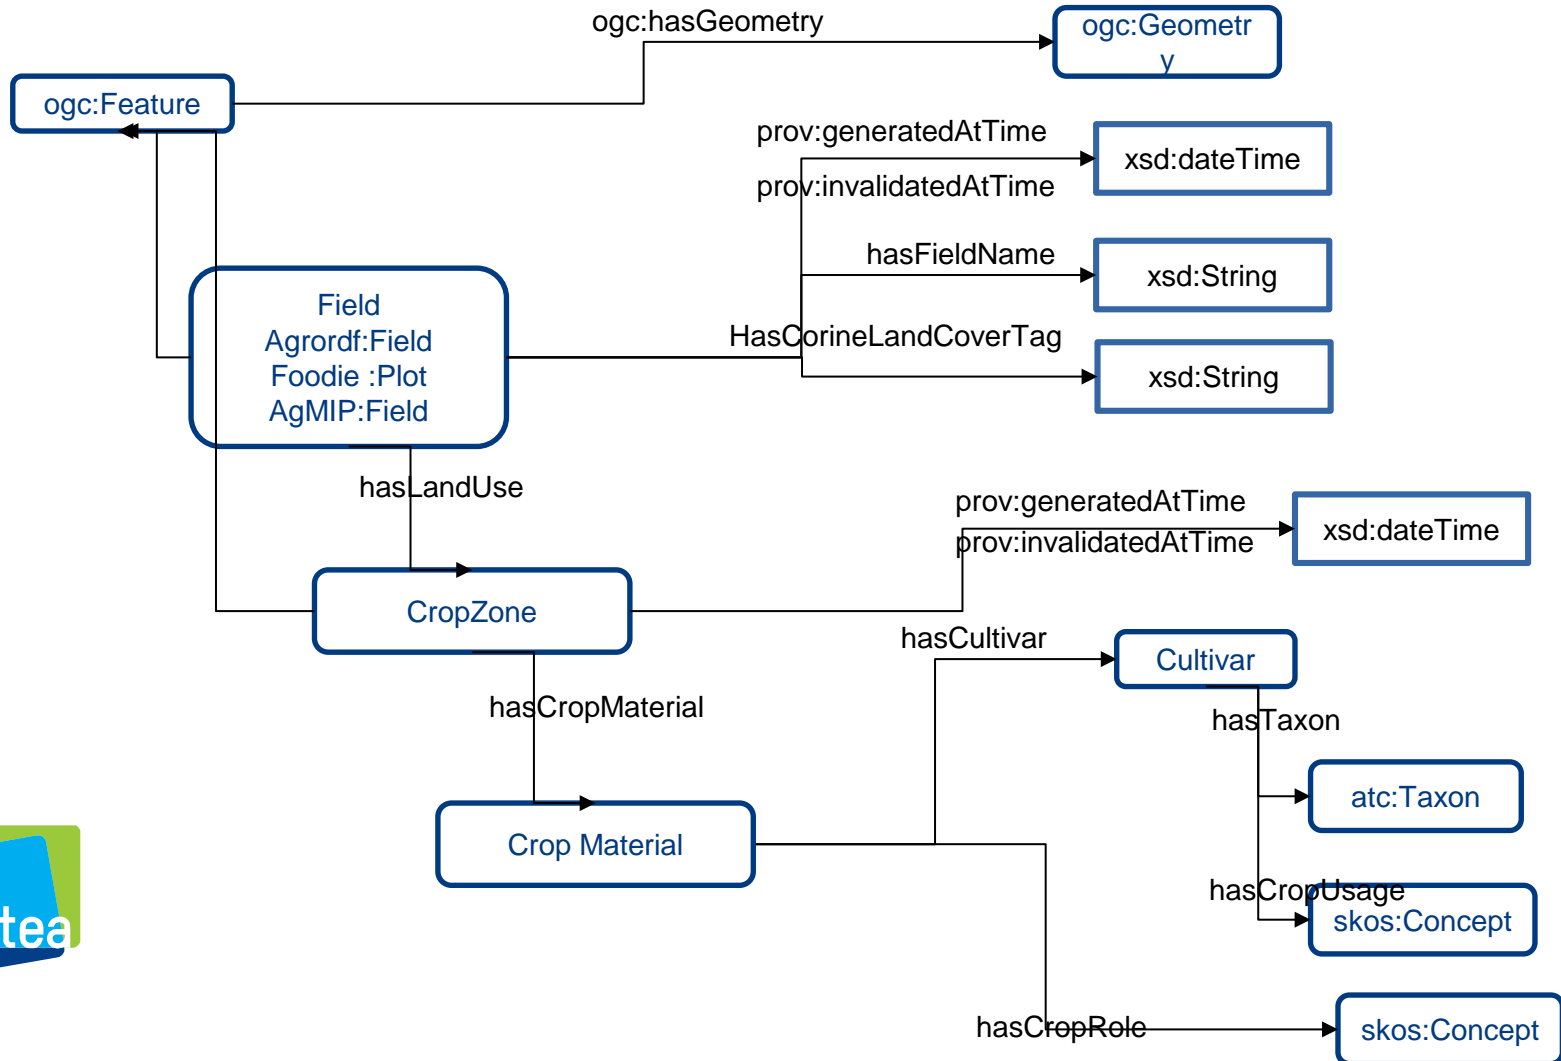 ogc:hasGeometry
ogc:Geometr
y
ogc:Feature
prov:generatedAtTime
xsd:dateTime
prov:invalidatedAtTime
hasFieldName
xsd:String
Field
Agrordf:Field
Foodie :Plot
AgMIP:Field
HasCorineLandCoverTag
xsd:String
hasLandUse
prov:generatedAtTime
xsd:dateTime
prov:invalidatedAtTime
CropZone
hasCultivar
Cultivar
hasCropMaterial
hasTaxon
atc:Taxon
Crop Material
hasCropUsage
skos:Concept
tea
hasCropRole
skos:Concept